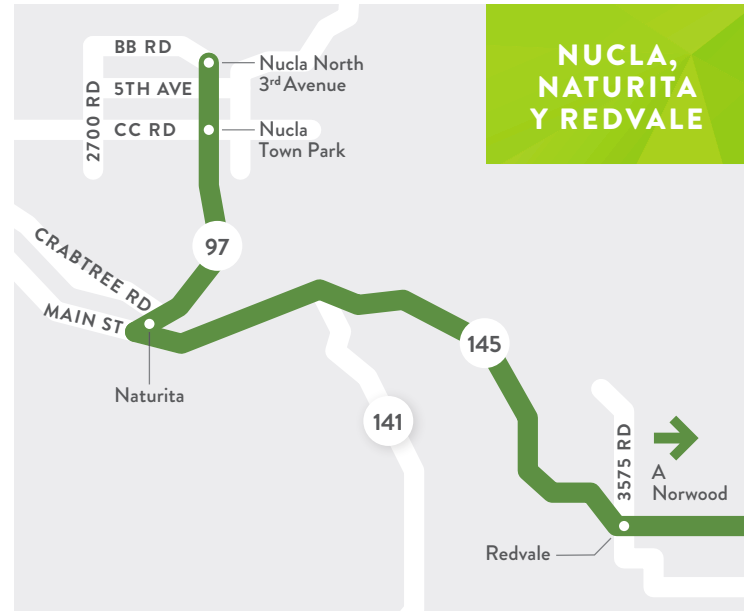 NUCLA,
NATURITA
Y REDVALE
BB RD
Nucla North
3rd Avenue
5TH AVE
2700 RD
CC RD
Nucla
Town Park
97
CRABTREE RD
MAIN ST
Naturita
145
141
3575 RD
A
Norwood
Redvale